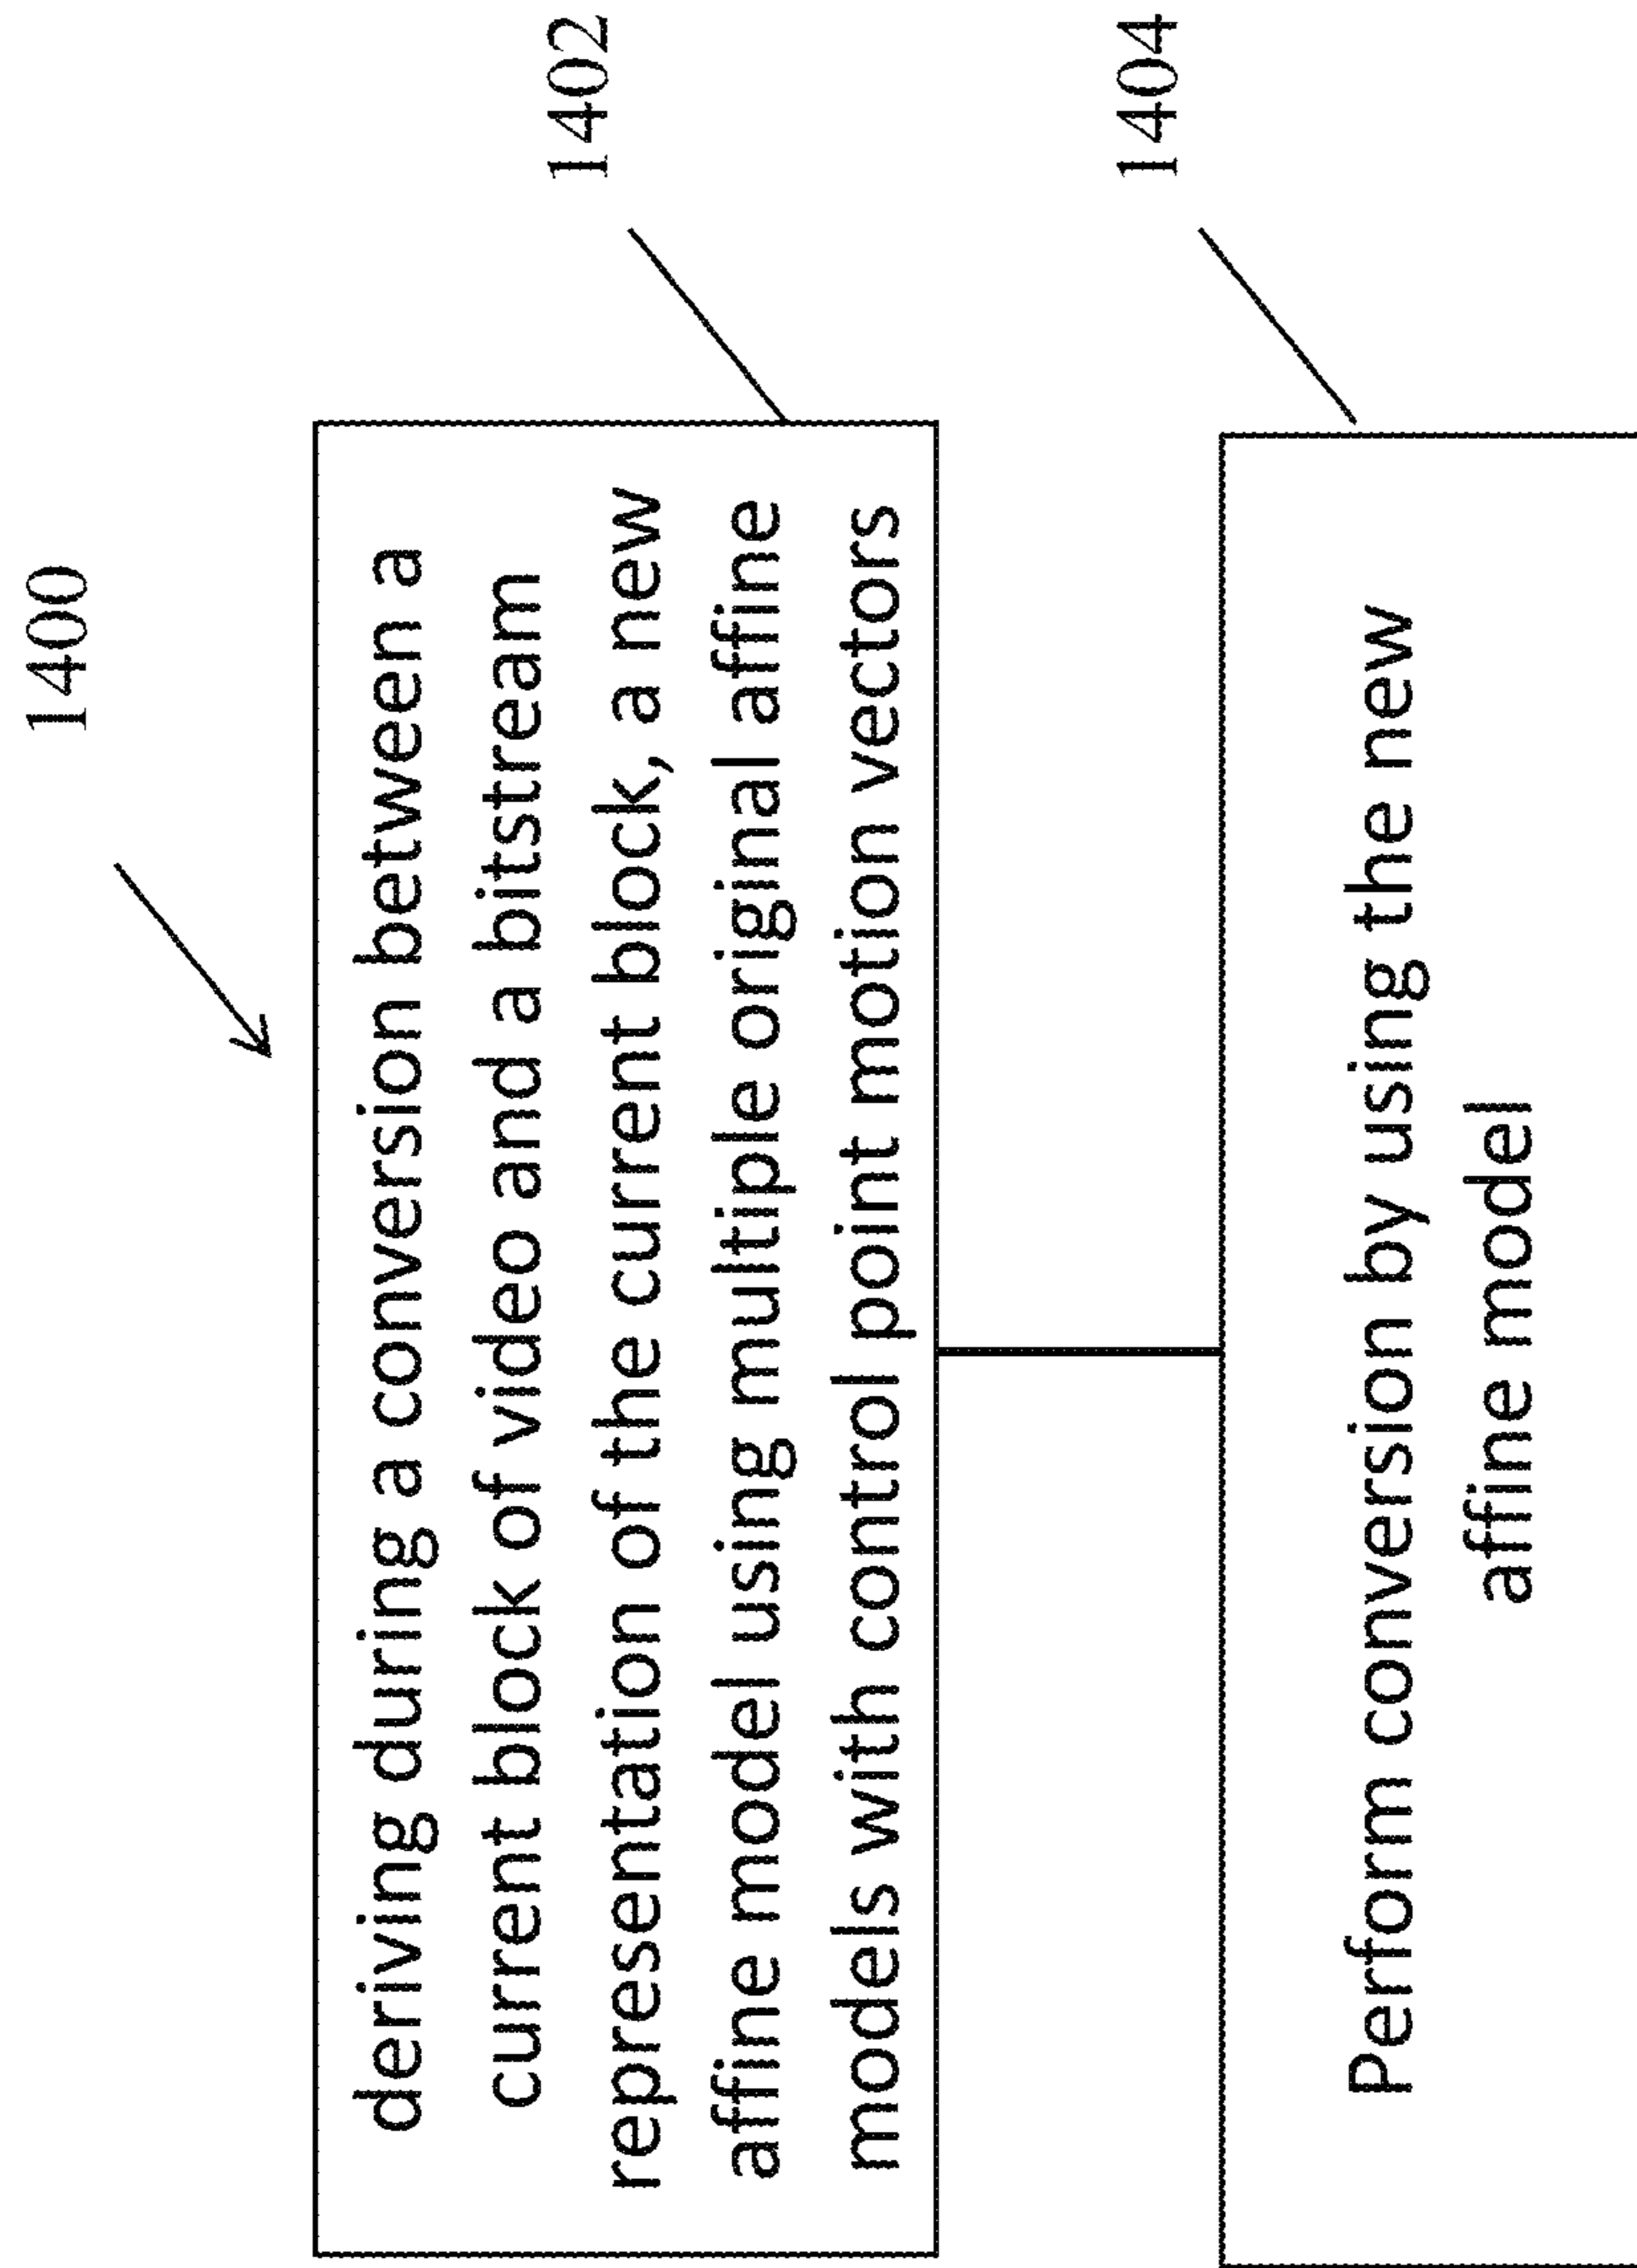 1400
deriving during a conversion between a
current block of video and a bitstream
representation of the current block, a new
affine model using multiple original affine
models with control point motion vectors
1402
Perform conversion by using the new
affine model
1404